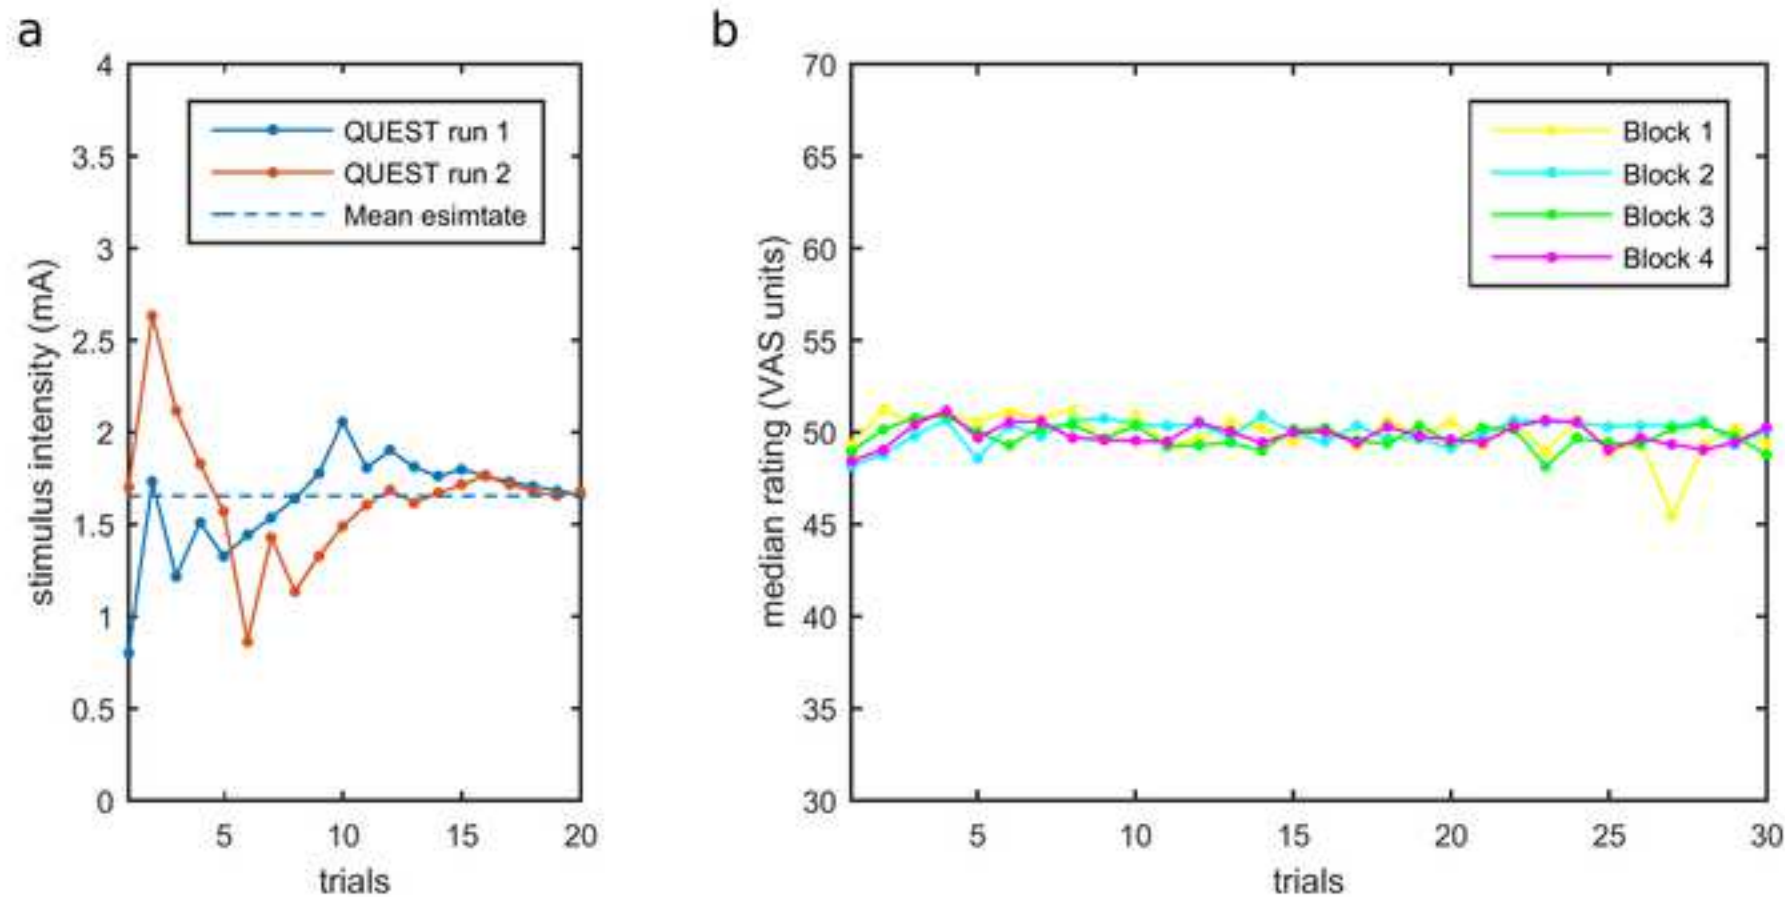 a
4
3.5
3
2.5
2
1.5
1
0.5
0
stimulus intensity (mA)
QUEST run 1
QUEST run 2
Mean esimtate
5 10 15 20
trials
b
70
65
60
55
50
45
40
35
30
median rating (VAS units)
Block 1
Block 2
Block 3
Block 4
5 10 15 20 25 30
trials